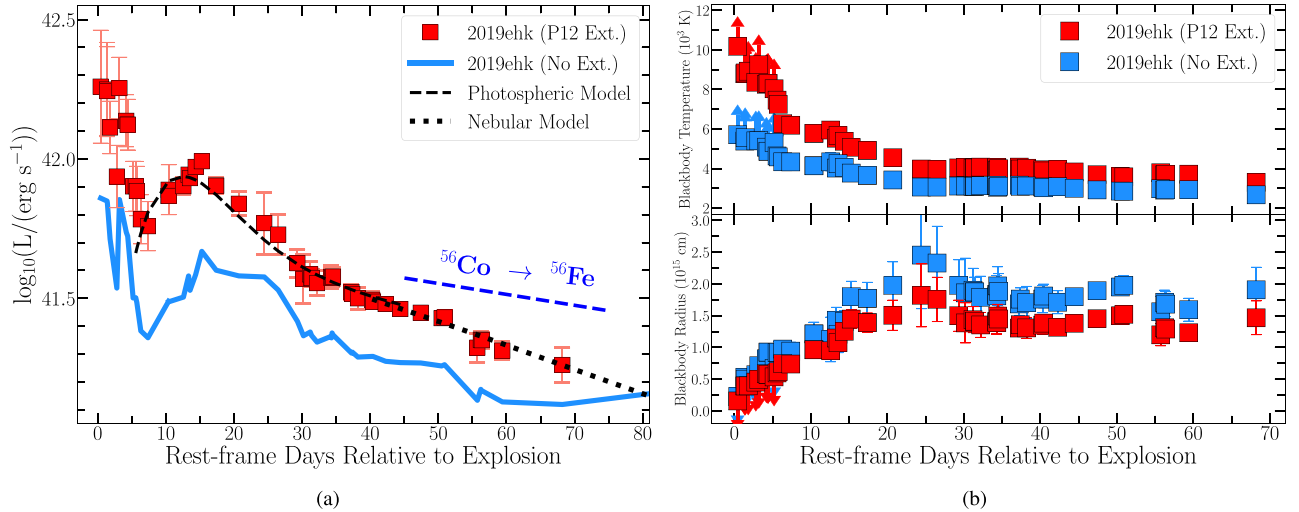 42.5
42.0
41.5
log10(L/(erg s−1))
2019ehk (P12 Ext.)
2019ehk (No Ext.)
Photospheric Model
Nebular Model
56Co → 56Fe
0 10 20 30 40 50 60 70 80
Rest-frame Days Relative to Explosion
(a)
12
10
8
6
4
2
Blackbody Temperature (10^3 K)
2019ehk (P12 Ext.)
2019ehk (No Ext.)
3.0
2.5
2.0
1.5
1.0
0.5
0.0
Blackbody Radius (10^15 cm)
0 10 20 30 40 50 60 70
Rest-frame Days Relative to Explosion
(b)